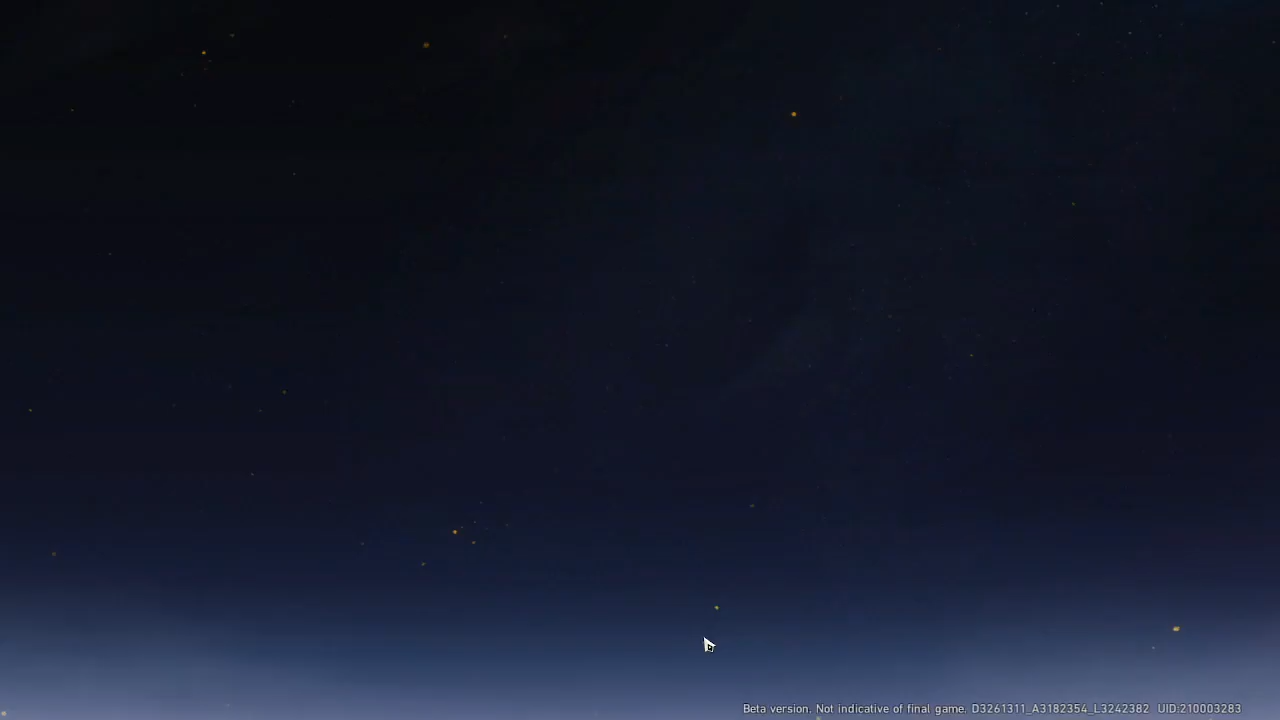 Beta version. Not indicative of final game. D3261311_A3182354_L3242382 UID:210003283